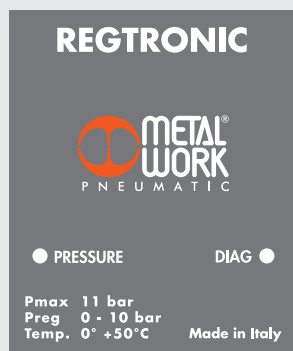 REGTRONIC
METAL®
WORK
PNEUMATIC
PRESSURE DIAG
Pmax 11 bar
Preg 0 - 10 bar
Temp. 0° +50°C Made in Italy